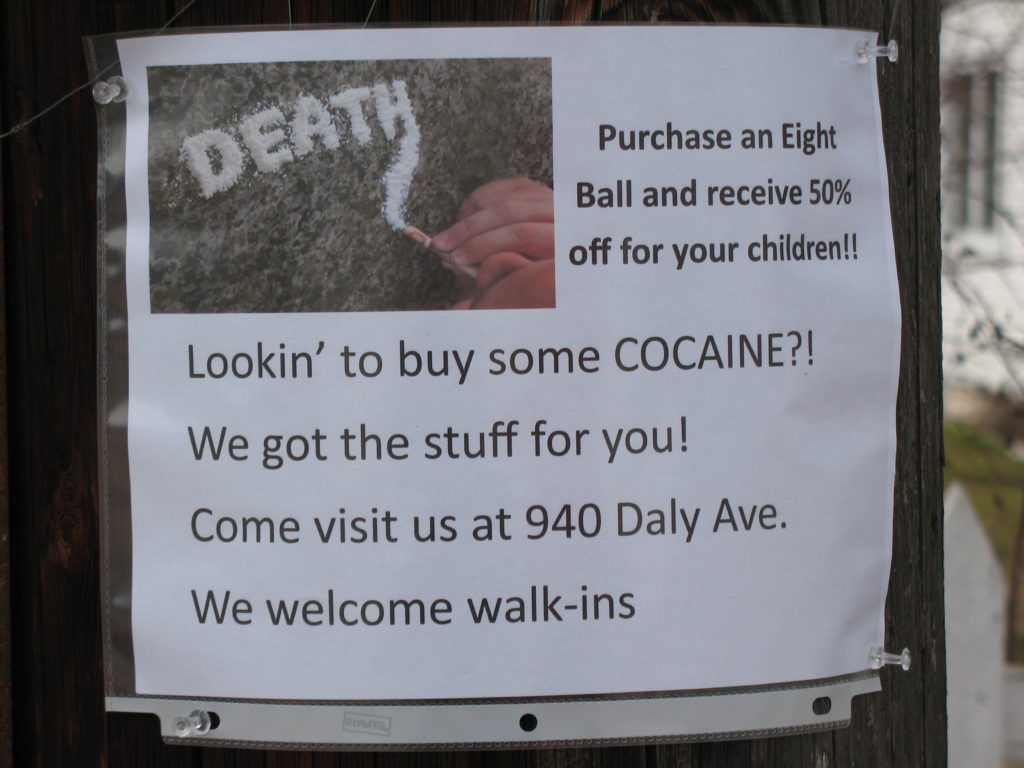 DEATH
Purchase an Eight
Ball and receive 50%
off for your children!!
Lookin’ to buy some COCAINE?!
We got the stuff for you!
Come visit us at 940 Daly Ave.
We welcome walk-ins